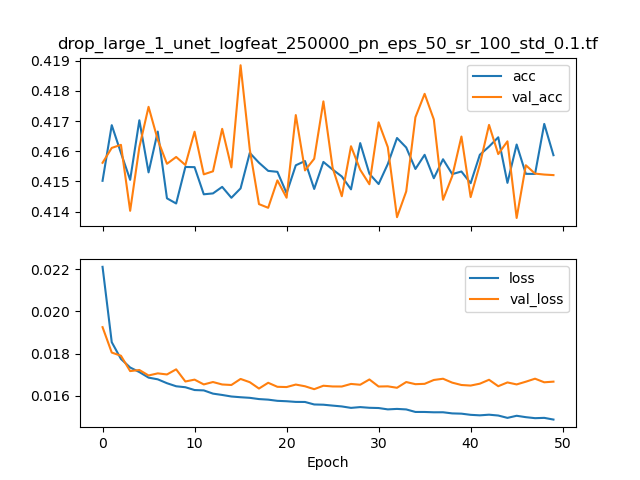 drop_large_1_unet_logfeat_250000_pn_eps_50_sr_100_std_0.1.tf
0.419
0.418
0.417
0.416
0.415
0.414
acc
val_acc
0.022
0.020
0.018
0.016
loss
val_loss
0 10 20 30 40 50
Epoch